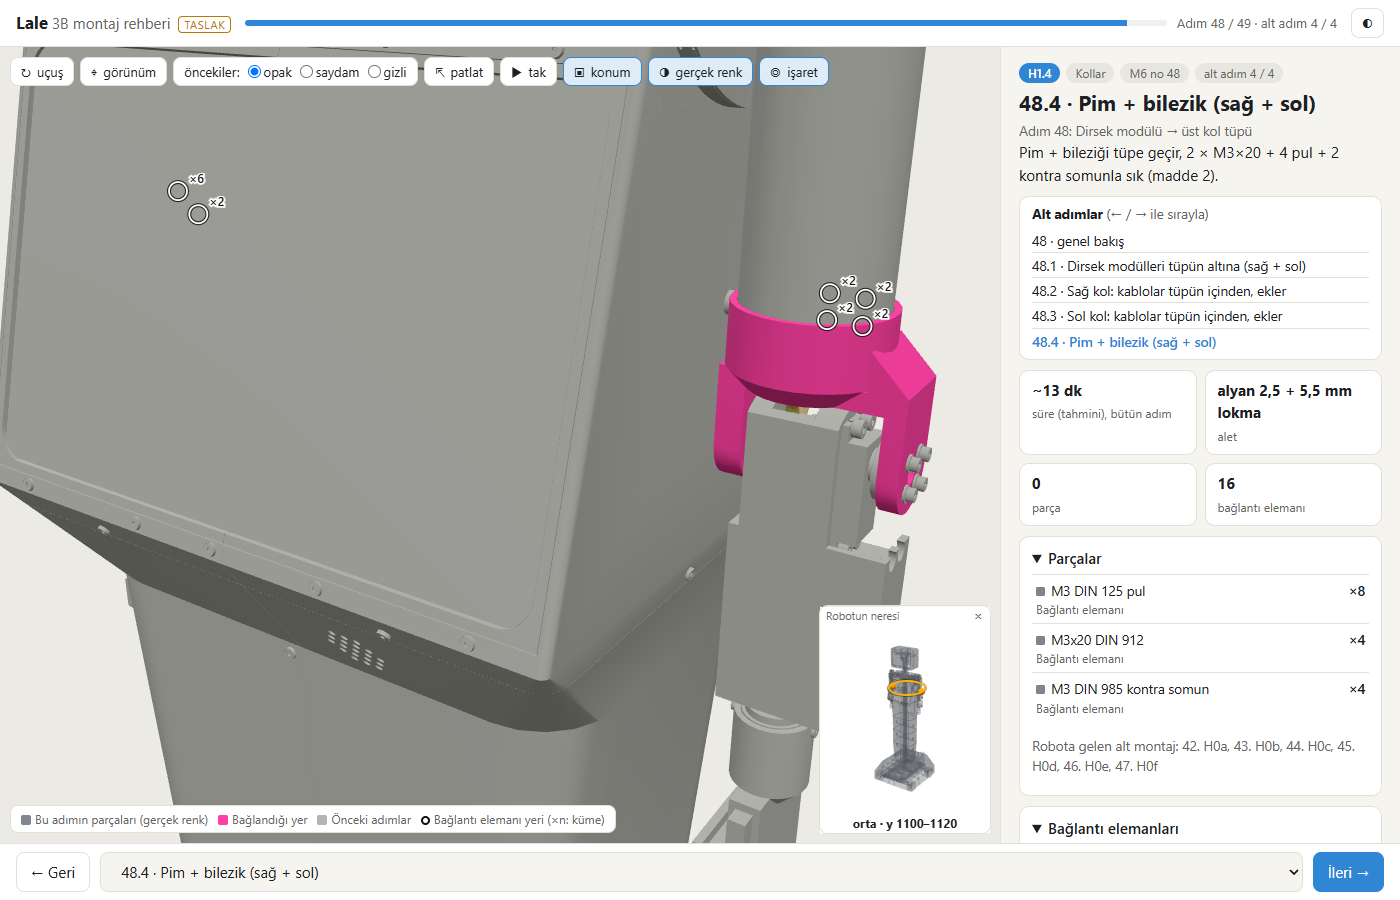 Lale 3B montaj rehberi TASLAK
Adım 48 / 49 · alt adım 4 / 4
↻ uçuş
⌖ görünüm
öncekiler: opak saydam gizli
⇱ patlat
▶ tak
▣ konum
◑ gerçek renk
◎ işaret
×6
×2
×2
×2
×2
×2
Robotun neresi ×
orta · y 1100–1120
Bu adımın parçaları (gerçek renk) Bağlandığı yer Önceki adımlar Bağlantı elemanı yeri (×n: küme)
H1.4 Kollar M6 no 48 alt adım 4 / 4
48.4 · Pim + bilezik (sağ + sol)
Adım 48: Dirsek modülü → üst kol tüpü
Pim + bileziği tüpe geçir, 2 × M3×20 + 4 pul + 2
kontra somunla sık (madde 2).
Alt adımlar (← / → ile sırayla)
48 · genel bakış
48.1 · Dirsek modülleri tüpün altına (sağ + sol)
48.2 · Sağ kol: kablolar tüpün içinden, ekler
48.3 · Sol kol: kablolar tüpün içinden, ekler
48.4 · Pim + bilezik (sağ + sol)
~13 dk
süre (tahmini), bütün adım
alyan 2,5 + 5,5 mm
lokma
alet
0
parça
16
bağlantı elemanı
▼ Parçalar
M3 DIN 125 pul ×8
Bağlantı elemanı
M3x20 DIN 912 ×4
Bağlantı elemanı
M3 DIN 985 kontra somun ×4
Bağlantı elemanı
Robota gelen alt montaj: 42. H0a, 43. H0b, 44. H0c, 45.
H0d, 46. H0e, 47. H0f
▼ Bağlantı elemanları
← Geri
48.4 · Pim + bilezik (sağ + sol)
İleri →